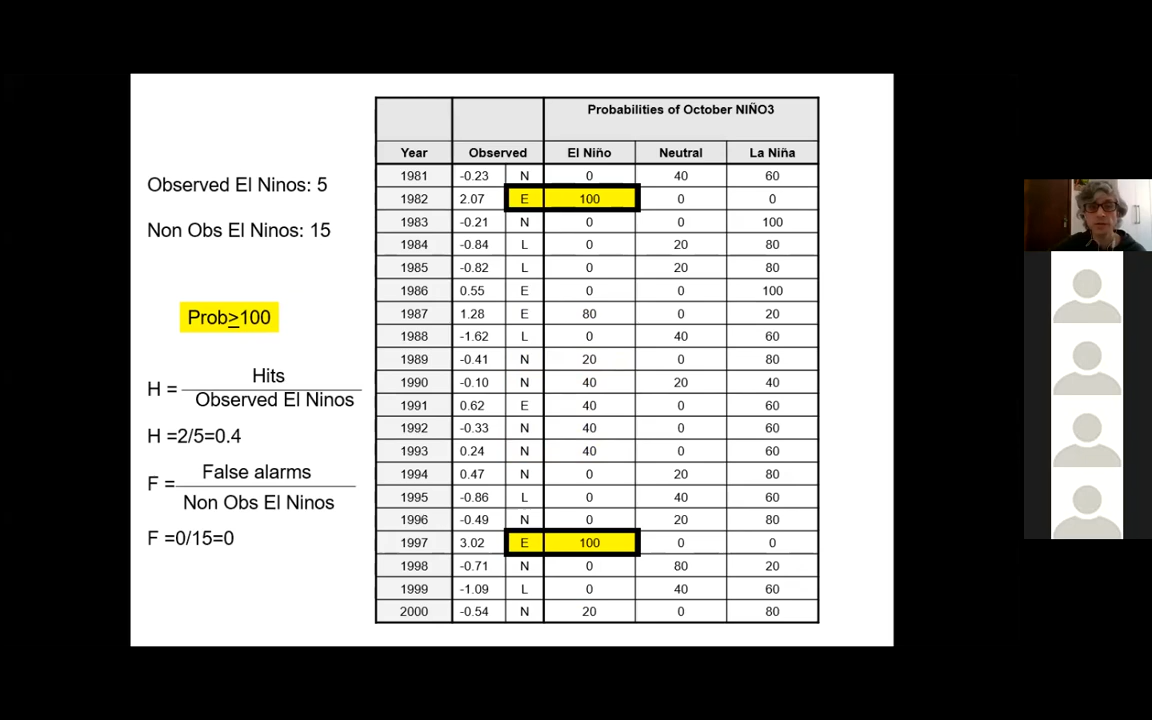 Observed El Ninos: 5
Non Obs El Ninos: 15
Prob>100
H = Hits
Observed El Ninos
H =2/5=0.4
F = False alarms
Non Obs El Ninos
F =0/15=0
Probabilities of October NIÑO3
Year Observed El Niño Neutral La Niña
1981 -0.23 N 0 40 60
1982 2.07 E 100 0 0
1983 -0.21 N 0 0 100
1984 -0.84 L 0 20 80
1985 -0.82 L 0 20 80
1986 0.55 E 0 0 100
1987 1.28 E 80 0 20
1988 -1.62 L 0 40 60
1989 -0.41 N 20 0 80
1990 -0.10 N 40 20 40
1991 0.62 E 40 0 60
1992 -0.33 N 40 0 60
1993 0.24 N 40 0 60
1994 0.47 N 0 20 80
1995 -0.86 L 0 40 60
1996 -0.49 N 0 20 80
1997 3.02 E 100 0 0
1998 -0.71 N 0 80 20
1999 -1.09 L 0 40 60
2000 -0.54 N 20 0 80